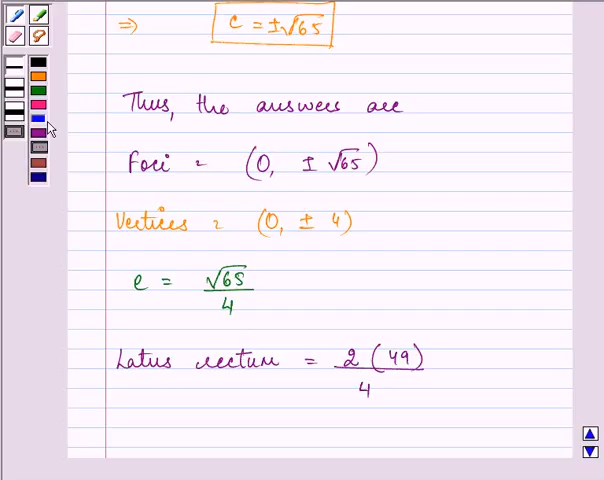 ⇒ c = ±√65
Thus, the answers are
Foci = (0, ± √65)
Vertices = (0, ± 4)
e = √65/4
Latus rectum = 2 (49)/4